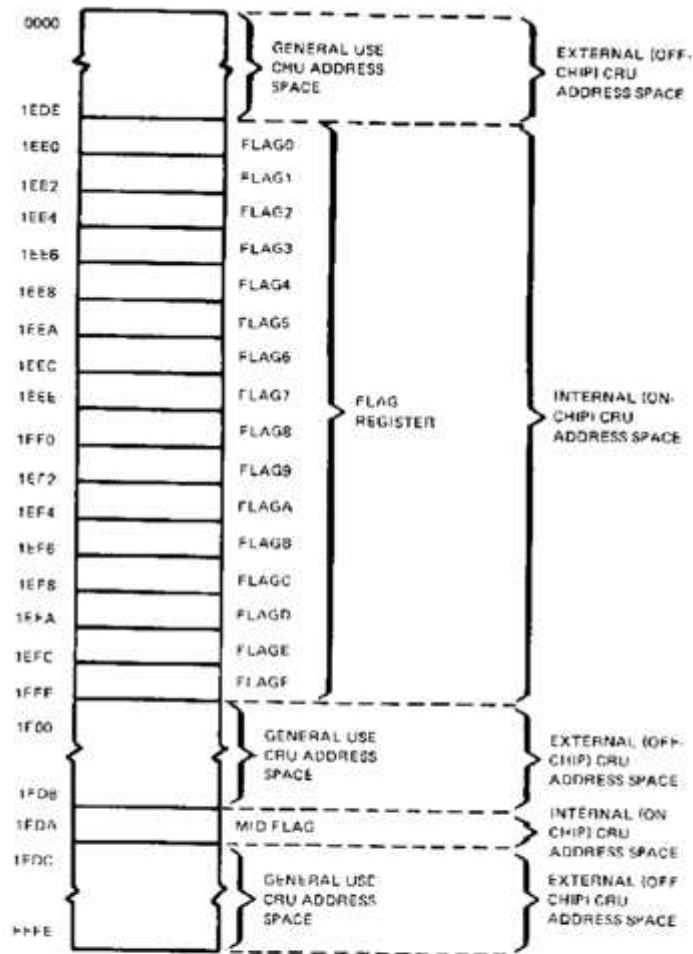 0000
GENERAL USE
CRU ADDRESS
SPACE
EXTERNAL (OFF-
CHIP) CRU
ADDRESS SPACE
1EDE
1EE0 FLAG0
1EE2 FLAG1
1EE4 FLAG2
1EE6 FLAG3
1EE8 FLAG4
1EEA FLAG5
1EEC FLAG6
1EEE FLAG7
1EF0 FLAG8
1EF2 FLAG9
1EF4 FLAGA
1EF6 FLAGB
1EF8 FLAGC
1EFA FLAGD
1EFC FLAGE
1EFE FLAGF
FLAG
REGISTER
INTERNAL (ON-
CHIP) CRU
ADDRESS SPACE
1F00
GENERAL USE
CRU ADDRESS
SPACE
EXTERNAL (OFF-
CHIP) CRU
ADDRESS SPACE
1FD8
1FDA MID FLAG
INTERNAL (ON
CHIP) CRU
ADDRESS SPACE
1FDC
GENERAL USE
CRU ADDRESS
SPACE
EXTERNAL (OFF
CHIP) CRU
ADDRESS SPACE
FFFE